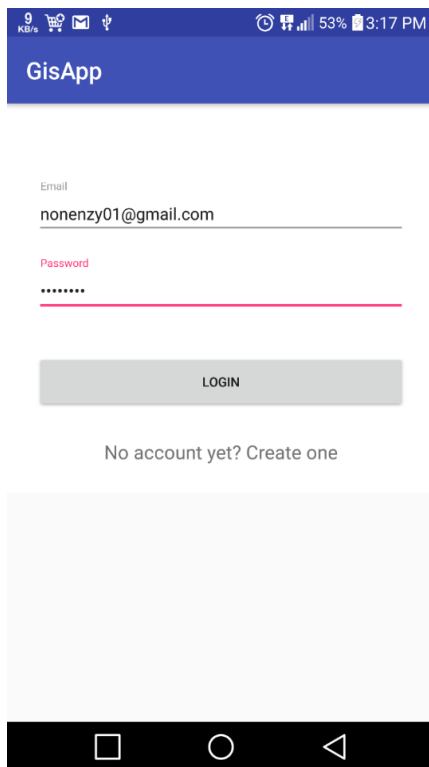 9
KB/s 53% 3:17 PM
GisApp
Email
nonenzy01@gmail.com
Password
••••••••
LOGIN
No account yet? Create one